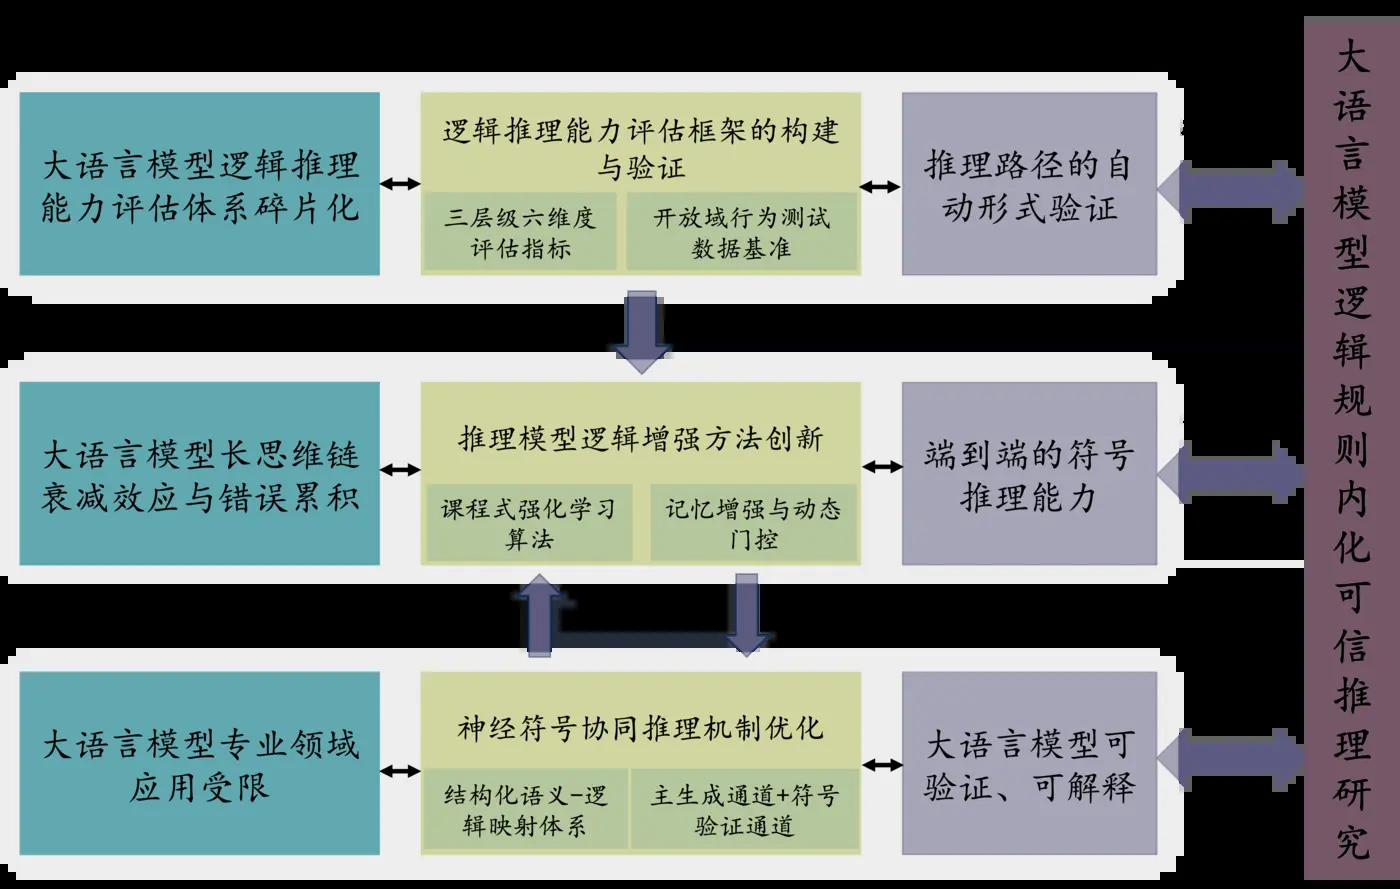 大语言模型逻辑推理
能力评估体系碎片化
逻辑推理能力评估框架的构建
与验证
三层级六维度
评估指标
开放域行为测试
数据基准
推理路径的自
动形式验证
大语言模型长思维链
衰减效应与错误累积
推理模型逻辑增强方法创新
课程式强化学习
算法
记忆增强与动态
门控
端到端的符号
推理能力
大语言模型专业领域
应用受限
神经符号协同推理机制优化
结构化语义-逻
辑映射体系
主生成通道+符号
验证通道
大语言模型可
验证、可解释
大语言模型逻辑规则内化可信推理研究